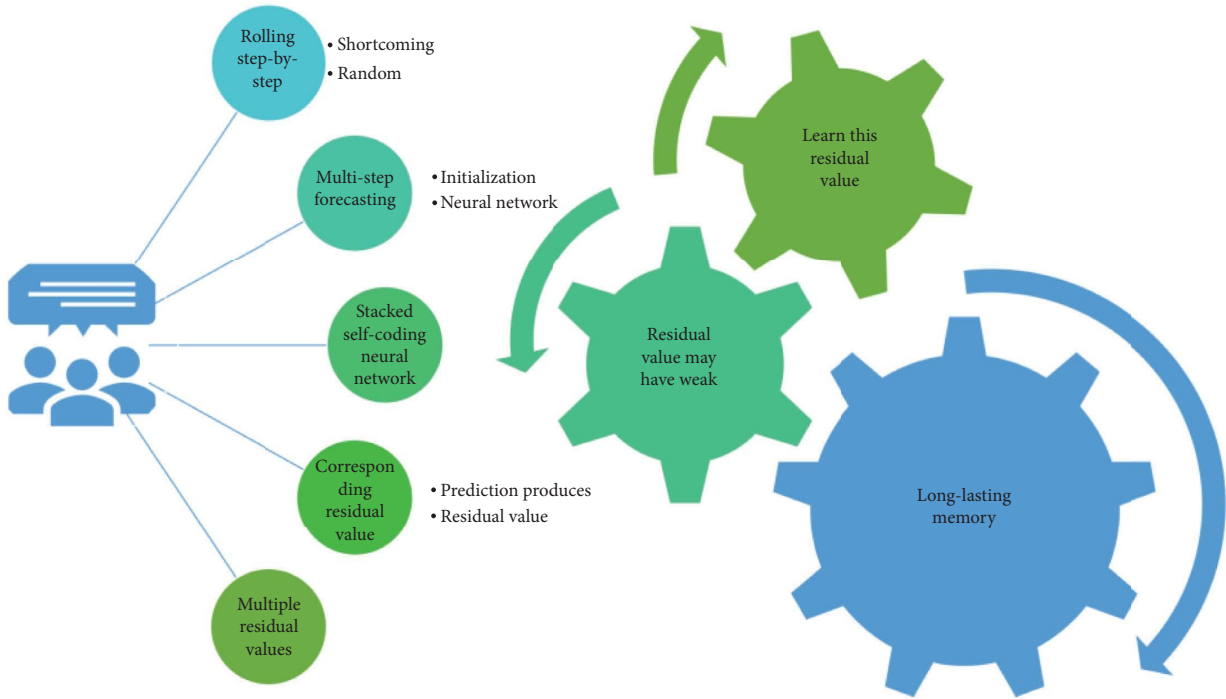 Rolling
step-by-
step
• Shortcoming
• Random
Multi-step
forecasting
• Initialization
• Neural network
Stacked
self-coding
neural
network
Correspon
ding
residual
value
• Prediction produces
• Residual value
Multiple
residual
values
Learn this
residual
value
Residual
value may
have weak
Long-lasting
memory